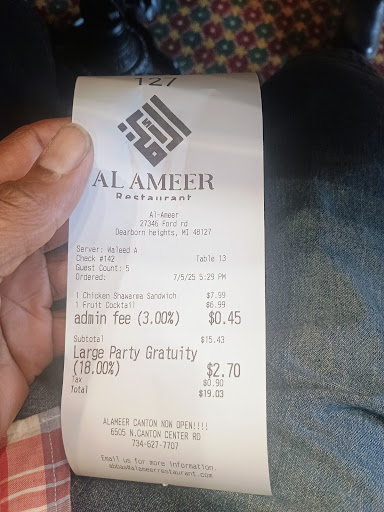 127
AL AMEER
Restaurant
Al-Ameer
27346 Ford rd
Dearborn heights, MI 48127
Server: Waleed A
Check #142 Table 13
Guest Count: 5
Ordered: 7/5/25 5:29 PM
1 Chicken Shawarma Sandwich $7.99
1 Fruit Cocktail $6.99
admin fee (3.00%) $0.45
Subtotal $15.43
Large Party Gratuity
(18.00%) $2.70
Tax $0.90
Total $19.03
ALAMEER CANTON NOW OPEN!!!!
6505 N.CANTON CENTER RD
734-627-7707
Email us for more information.
abbas@alameerrestaurant.com